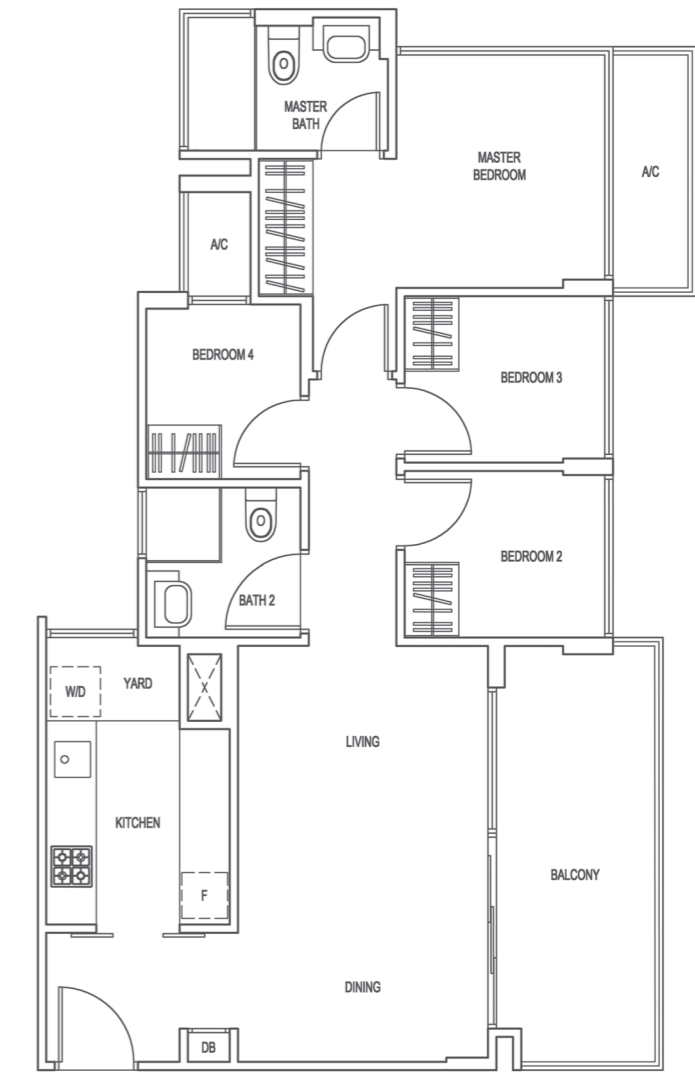 MASTER
BATH
MASTER
BEDROOM
A/C
A/C
BEDROOM 4
BEDROOM 3
BEDROOM 2
BATH 2
W/D
YARD
LIVING
KITCHEN
BALCONY
F
DINING
DB